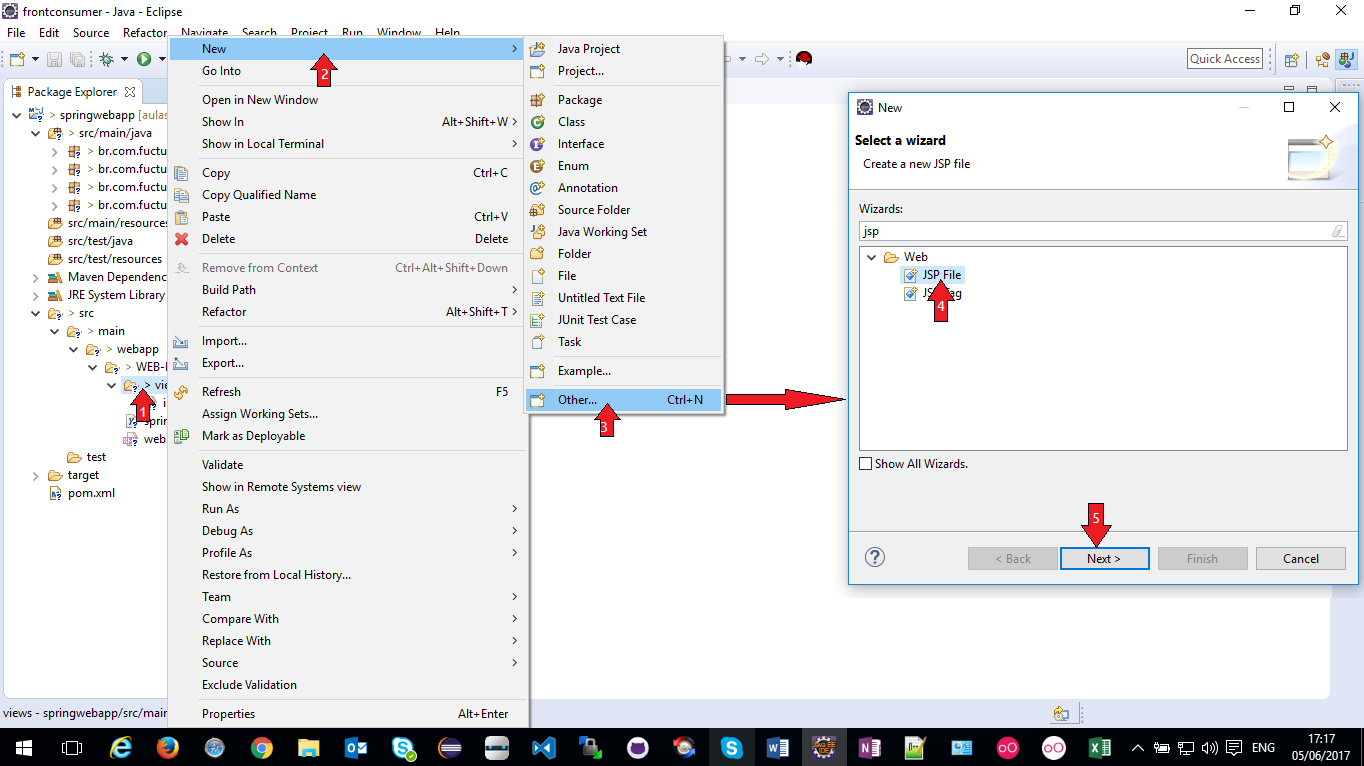 frontconsumer - Java - Eclipse
File Edit Source Refactor Navigate Search Project Run Window Help
Quick Access
Package Explorer
> springwebapp [aulas
> src/main/java
> br.com.fuctu
> br.com.fuctu
> br.com.fuctu
> br.com.fuctu
src/main/resources
src/test/java
src/test/resources
Maven Dependenc
JRE System Library
> src
> main
> webapp
> WEB-I
> vie
i
sprin
web
test
target
pom.xml
1
New
2
Go Into
Open in New Window
Show In Alt+Shift+W
Show in Local Terminal
Copy Ctrl+C
Copy Qualified Name
Paste Ctrl+V
Delete Delete
Remove from Context Ctrl+Alt+Shift+Down
Build Path
Refactor Alt+Shift+T
Import...
Export...
Refresh F5
Assign Working Sets...
Mark as Deployable
Validate
Show in Remote Systems view
Run As
Debug As
Profile As
Restore from Local History...
Team
Compare With
Replace With
Source
Exclude Validation
Properties Alt+Enter
Java Project
Project...
Package
Class
Interface
Enum
Annotation
Source Folder
Java Working Set
Folder
File
Untitled Text File
JUnit Test Case
Task
Example...
Other... Ctrl+N
3
New
Select a wizard
Create a new JSP file
Wizards:
jsp
Web
JSP File
JSP Tag
4
Show All Wizards.
5
< Back Next > Finish Cancel
views - springwebapp/src/main
ENG
17:17
05/06/2017